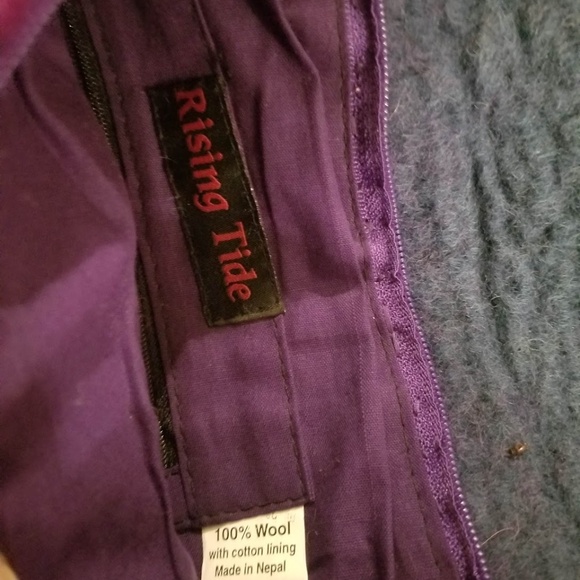 Rising Tide
100% Wool
with cotton lining
Made in Nepal